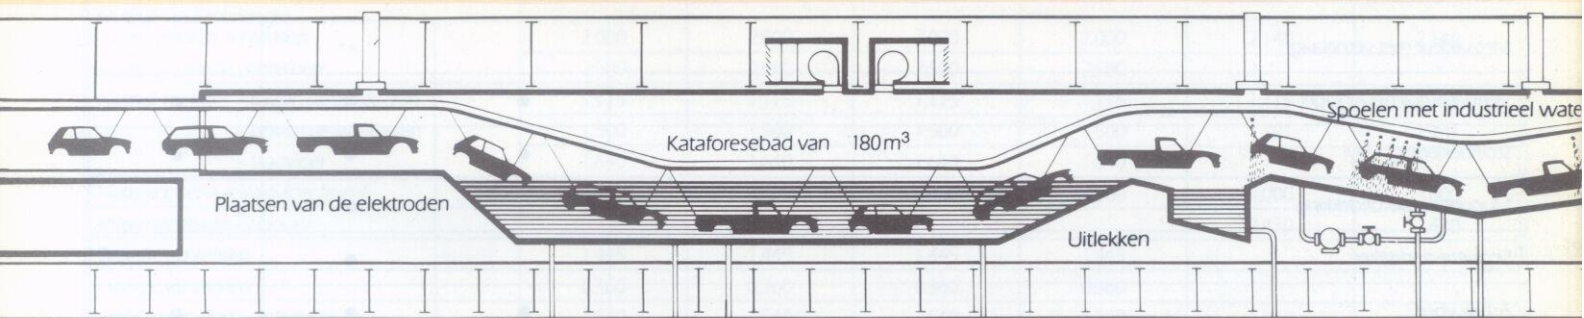 Spoelen met industrieel wate
Kataforesebad van 180 m³
Plaatsen van de elektroden
Uitlekken